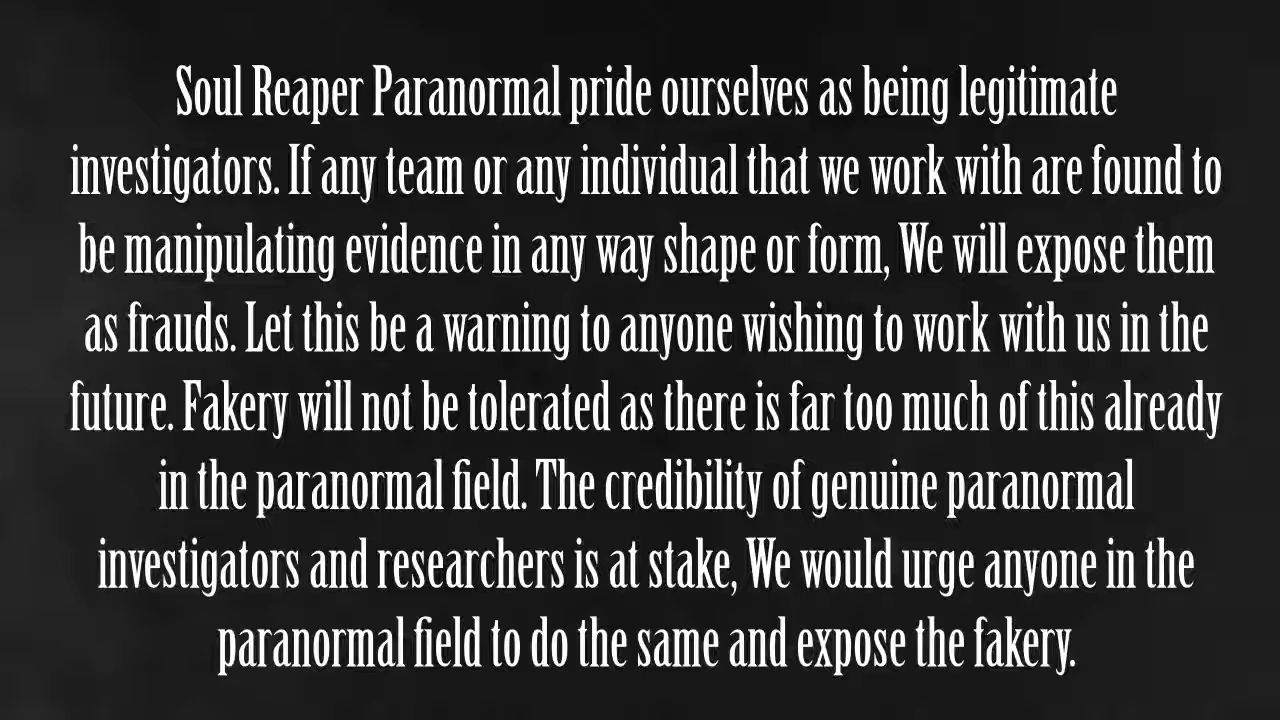 Soul Reaper Paranormal pride ourselves as being legitimate
investigators. If any team or any individual that we work with are found to
be manipulating evidence in any way shape or form, We will expose them
as frauds. Let this be a warning to anyone wishing to work with us in the
future. Fakery will not be tolerated as there is far too much of this already
in the paranormal field. The credibility of genuine paranormal
investigators and researchers is at stake, We would urge anyone in the
paranormal field to do the same and expose the fakery.